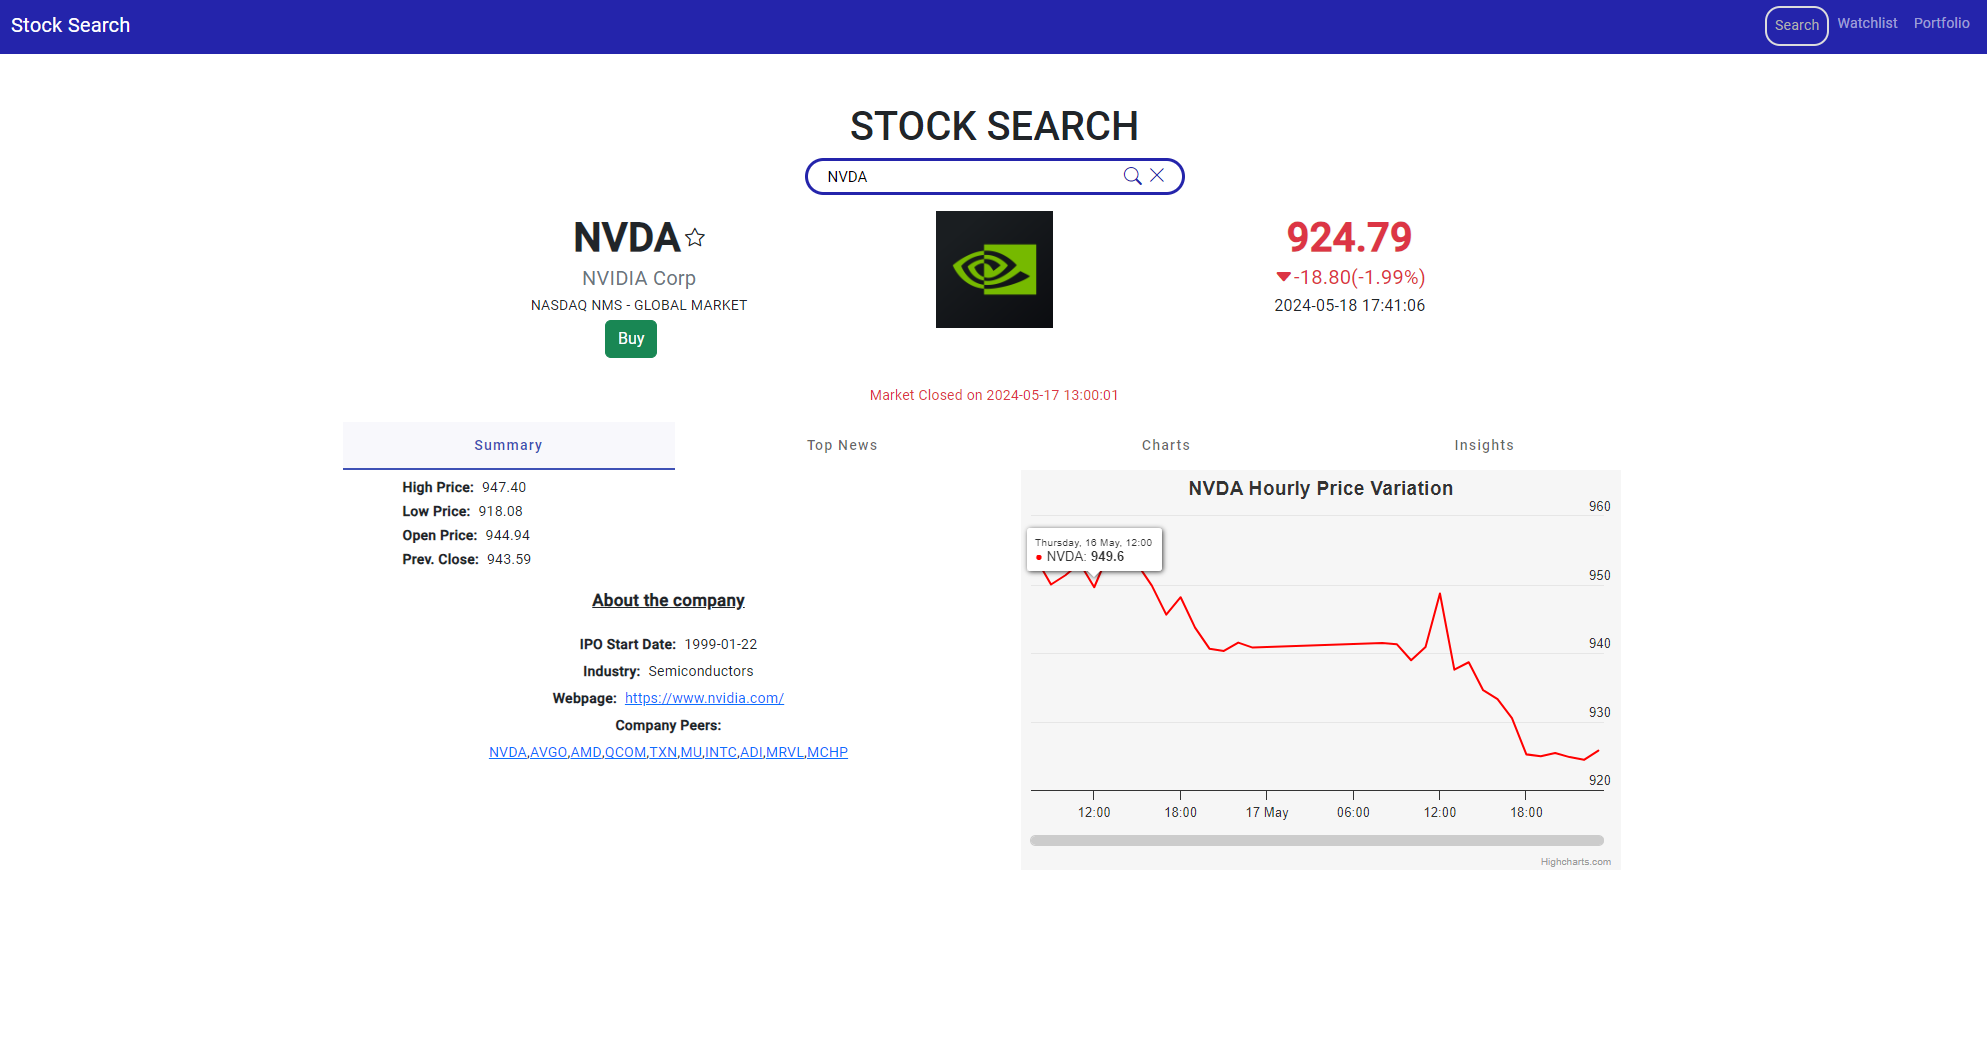 Stock Search
Search Watchlist Portfolio
STOCK SEARCH
NVDA
NVDA
NVIDIA Corp
NASDAQ NMS - GLOBAL MARKET
Buy
924.79
-18.80(-1.99%)
2024-05-18 17:41:06
Market Closed on 2024-05-17 13:00:01
Summary Top News Charts Insights
High Price: 947.40
Low Price: 918.08
Open Price: 944.94
Prev. Close: 943.59
About the company
IPO Start Date: 1999-01-22
Industry: Semiconductors
Webpage: https://www.nvidia.com/
Company Peers:
NVDA,AVGO,AMD,QCOM,TXN,MU,INTC,ADI,MRVL,MCHP
NVDA Hourly Price Variation
960
Thursday, 16 May, 12:00
● NVDA: 949.6
950
940
930
920
12:00 18:00 17 May 06:00 12:00 18:00
Highcharts.com